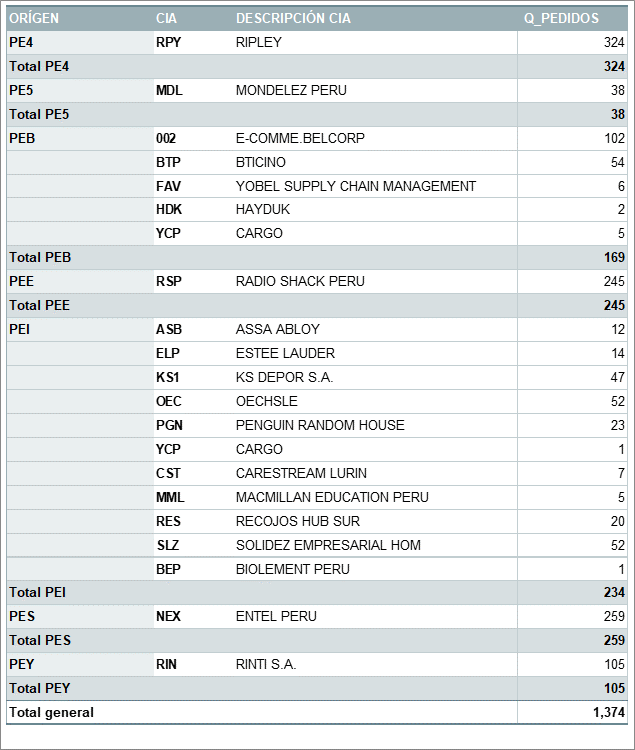 ORÍGEN CIA DESCRIPCIÓN CIA Q_PEDIDOS
PE4 RPY RIPLEY 324
Total PE4 324
PE5 MDL MONDELEZ PERU 38
Total PE5 38
PEB 002 E-COMME.BELCORP 102
BTP BTICINO 54
FAV YOBEL SUPPLY CHAIN MANAGEMENT 6
HDK HAYDUK 2
YCP CARGO 5
Total PEB 169
PEE RSP RADIO SHACK PERU 245
Total PEE 245
PEI ASB ASSA ABLOY 12
ELP ESTEE LAUDER 14
KS1 KS DEPOR S.A. 47
OEC OECHSLE 52
PGN PENGUIN RANDOM HOUSE 23
YCP CARGO 1
CST CARESTREAM LURIN 7
MML MACMILLAN EDUCATION PERU 5
RES RECOJOS HUB SUR 20
SLZ SOLIDEZ EMPRESARIAL HOM 52
BEP BIOLEMENT PERU 1
Total PEI 234
PES NEX ENTEL PERU 259
Total PES 259
PEY RIN RINTI S.A. 105
Total PEY 105
Total general 1,374